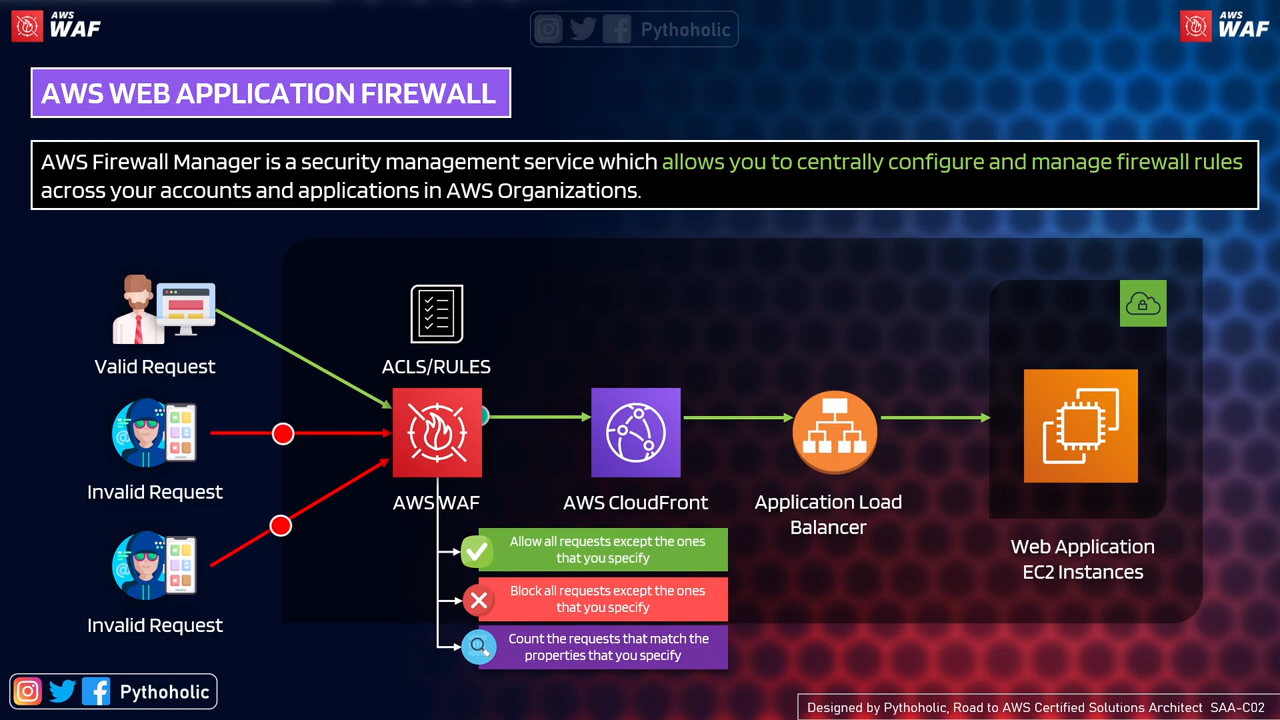 AWS
WAF
Pythoholic
AWS
WAF
AWS WEB APPLICATION FIREWALL
AWS Firewall Manager is a security management service which allows you to centrally configure and manage firewall rules
across your accounts and applications in AWS Organizations.
Valid Request
Invalid Request
Invalid Request
ACLS/RULES
AWS WAF
AWS CloudFront
Application Load
Balancer
Web Application
EC2 Instances
Allow all requests except the ones
that you specify
Block all requests except the ones
that you specify
Count the requests that match the
properties that you specify
Pythoholic
Designed by Pythoholic, Road to AWS Certified Solutions Architect SAA-C02